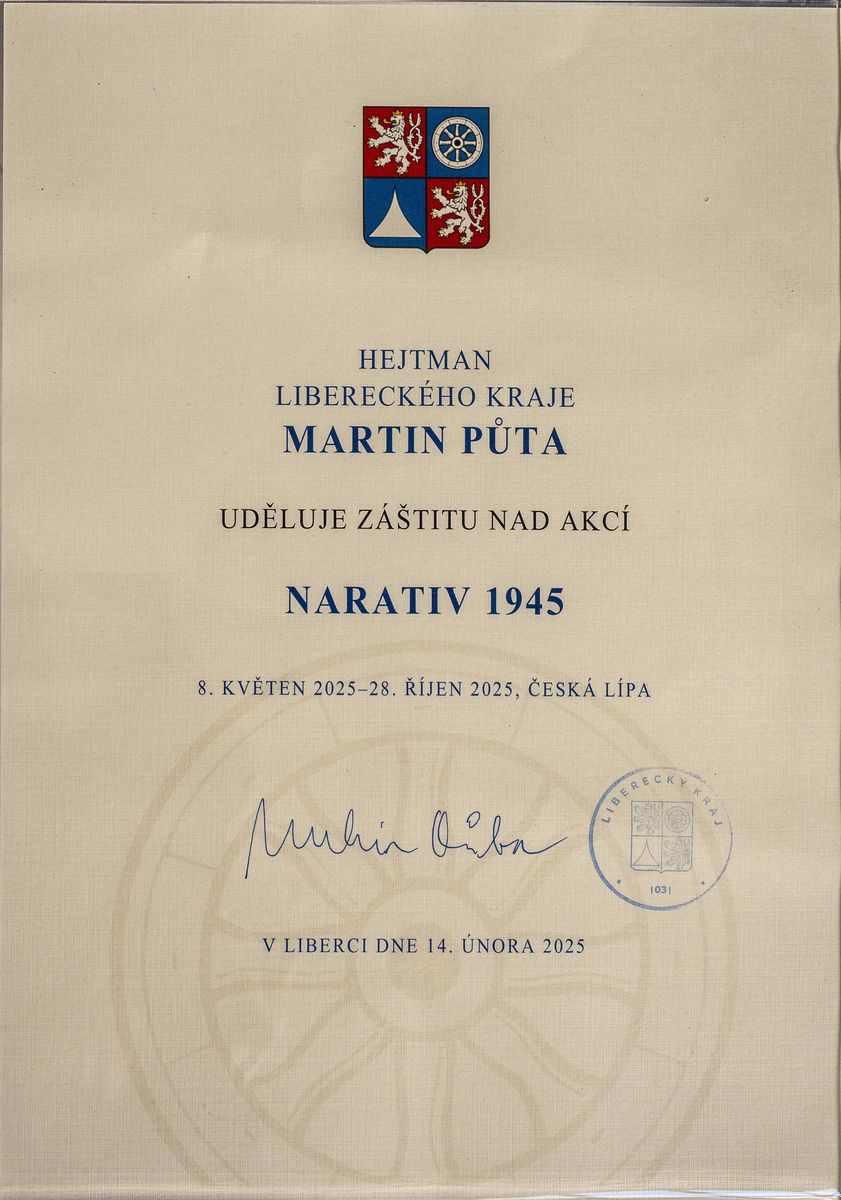 HEJTMAN
LIBERECKÉHO KRAJE
MARTIN PŮTA
UDĚLUJE ZÁŠTITU NAD AKCÍ
NARATIV 1945
8. KVĚTEN 2025–28. ŘÍJEN 2025, ČESKÁ LÍPA
LIBERECKÝ KRAJ
1031
V LIBERCI DNE 14. ÚNORA 2025